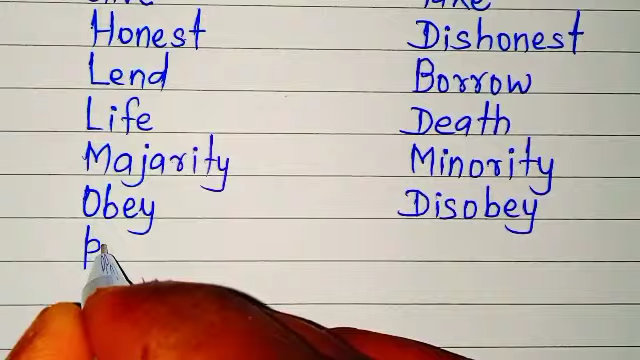 Honest Dishonest
Lend Borrow
Life Death
Majarity Minority
Obey Disobey
P